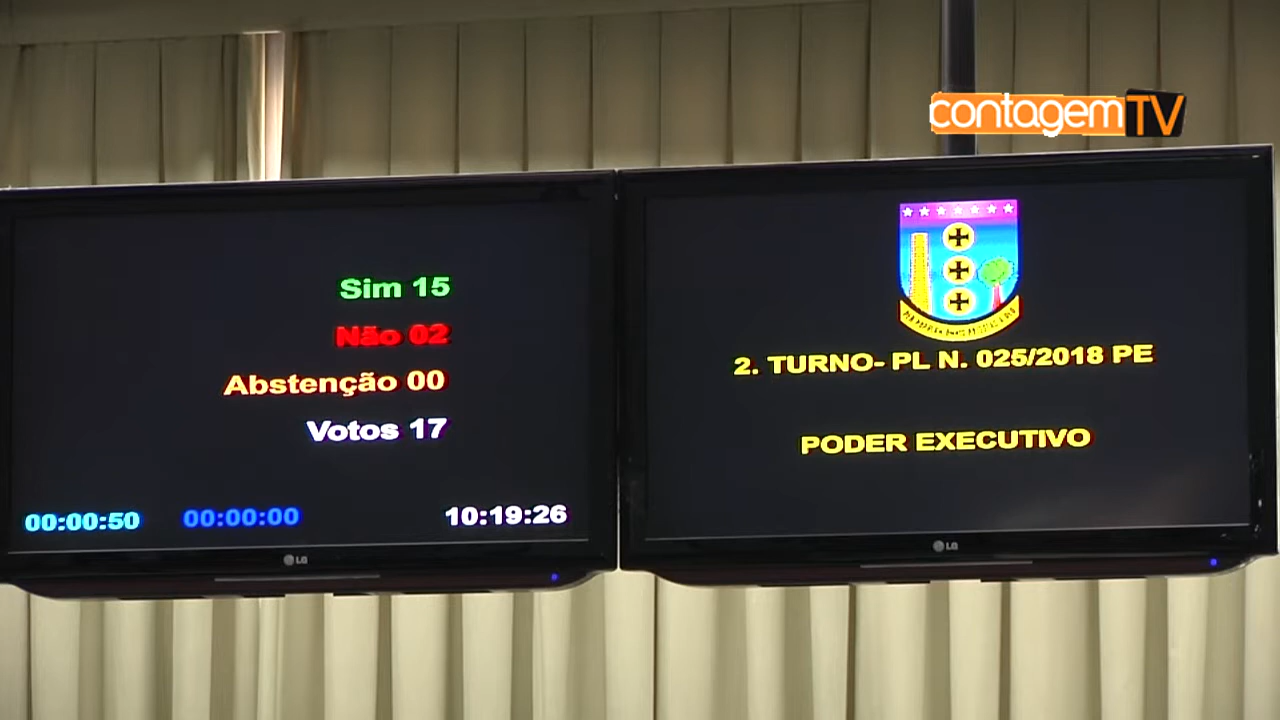 contagemTV
Sim 15
Não 02
Abstenção 00
Votos 17
00:00:50 00:00:00 10:19:26
LG
2. TURNO- PL N. 025/2018 PE
PODER EXECUTIVO
LG